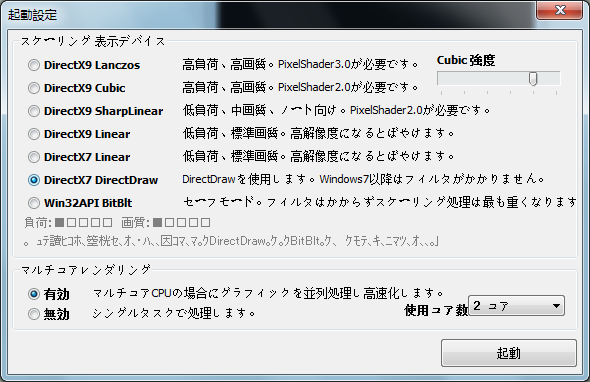 起動設定
スケーリング 表示デバイス
DirectX9 Lanczos 高負荷、高画質。PixelShader3.0が必要です。 Cubic 強度
DirectX9 Cubic 高負荷、高画質。PixelShader2.0が必要です。
DirectX9 SharpLinear 低負荷、中画質、ノート向け。PixelShader2.0が必要です。
DirectX9 Linear 低負荷、標準画質。高解像度になるとぼやけます。
DirectX7 Linear 低負荷、標準画質。高解像度になるとぼやけます。
DirectX7 DirectDraw DirectDrawを使用します。Windows7以降はフィルタがかかりません。
Win32API BitBlt セーフモード。フィルタはかからずスケーリング処理は最も重くなります
負荷: ■□□□□ 画質: ■□□□□
DirectDraw BitBlt
マルチコアレンダリング
有効 マルチコアCPUの場合にグラフィックを並列処理し高速化します。
無効 シングルタスクで処理します。 使用コア数 2 コア
起動